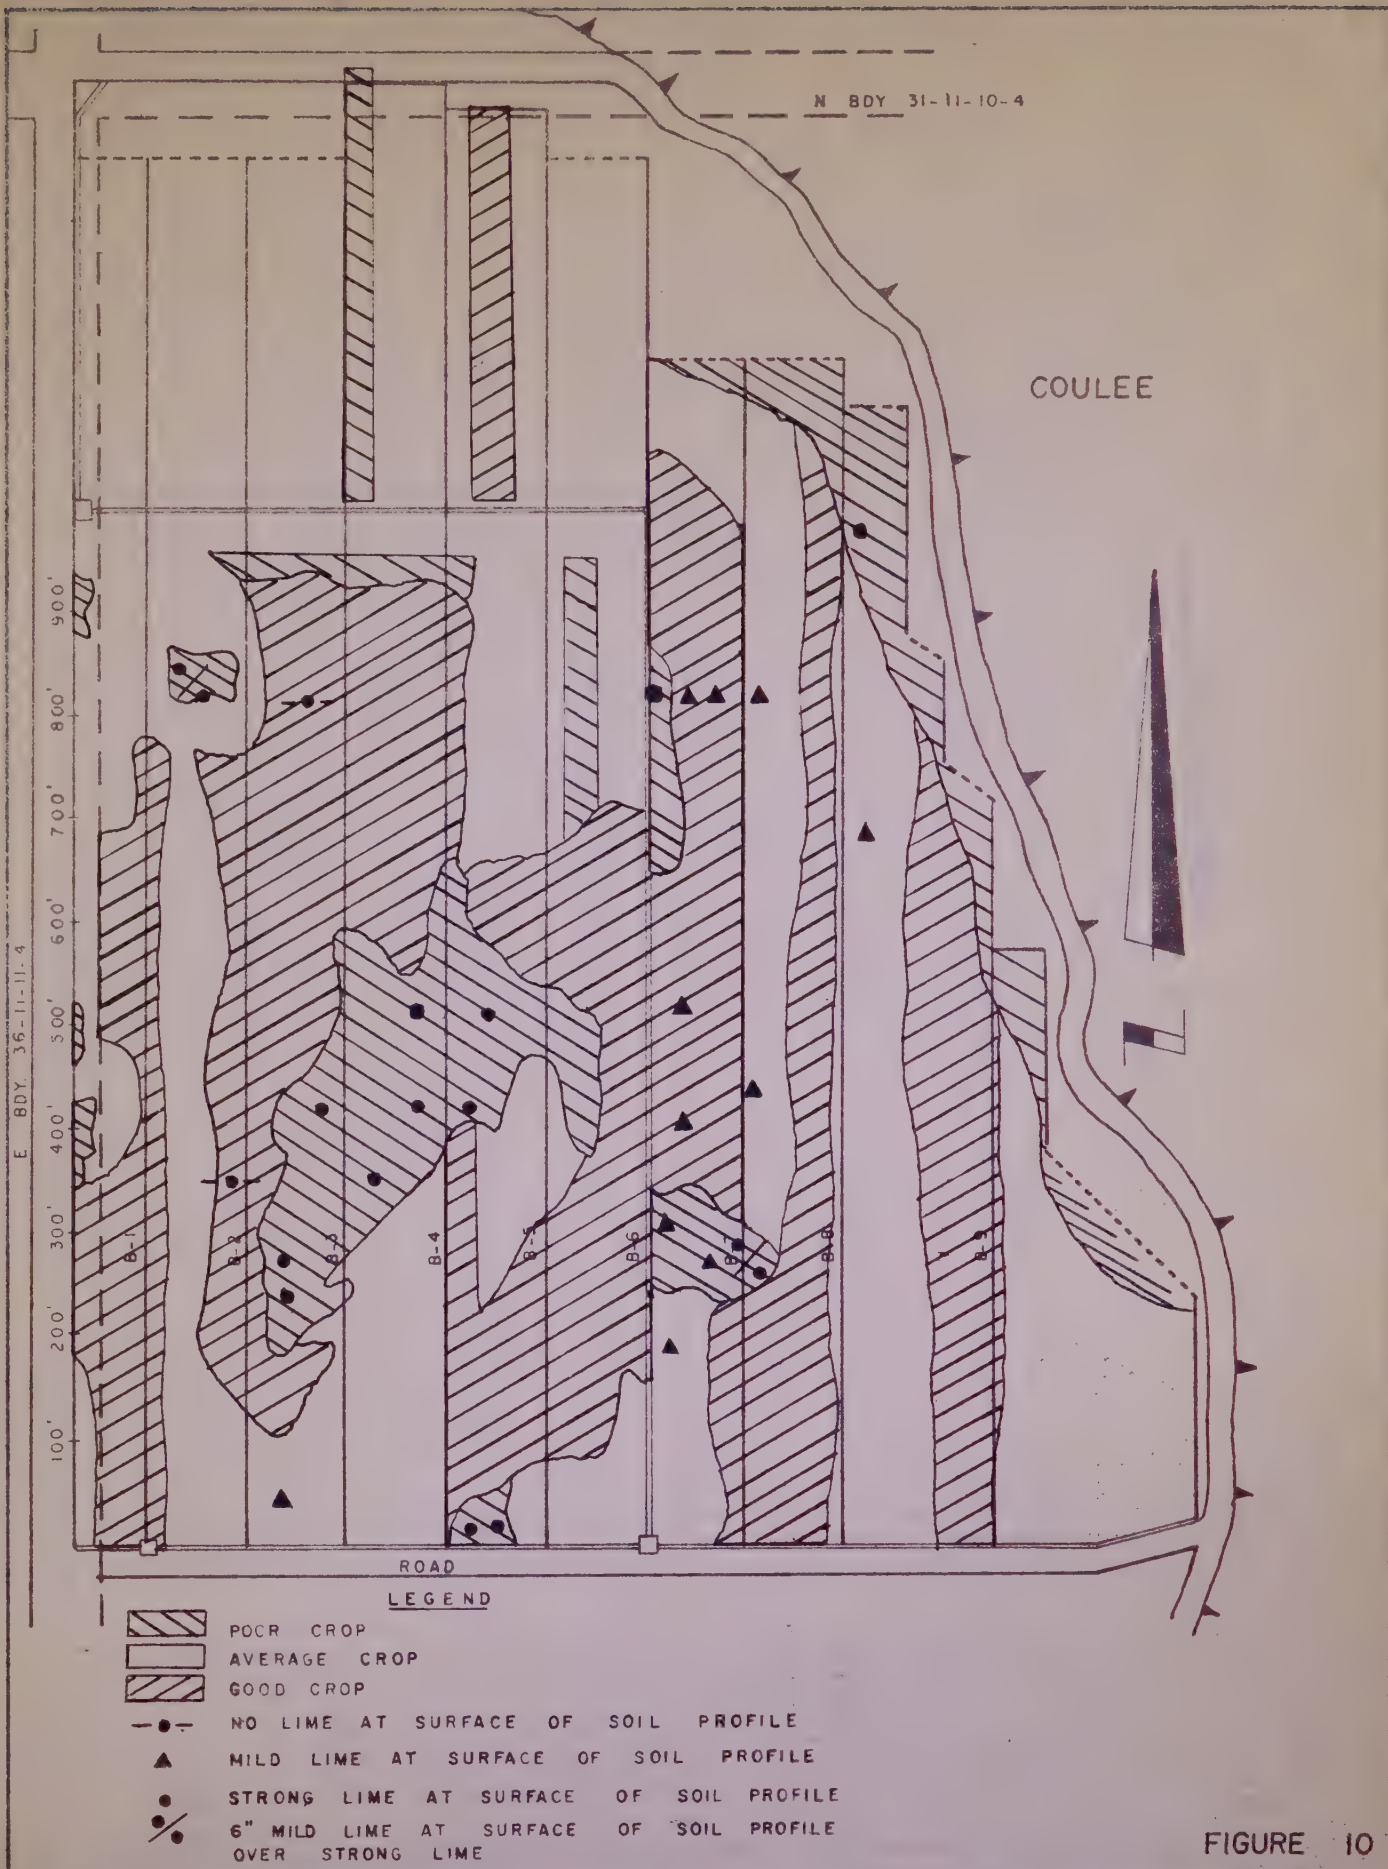 N BDY 31-11-10-4
COULEE
900'
800'
700'
600'
500'
400'
300'
200'
100'
E BDY. 36-11-11-4
B-1
B-2
B-3
B-4
B-5
B-6
B-7
B-8
B-9
ROAD
LEGEND
POOR CROP
AVERAGE CROP
GOOD CROP
NO LIME AT SURFACE OF SOIL PROFILE
MILD LIME AT SURFACE OF SOIL PROFILE
STRONG LIME AT SURFACE OF SOIL PROFILE
6" MILD LIME AT SURFACE OF SOIL PROFILE
OVER STRONG LIME
FIGURE 10